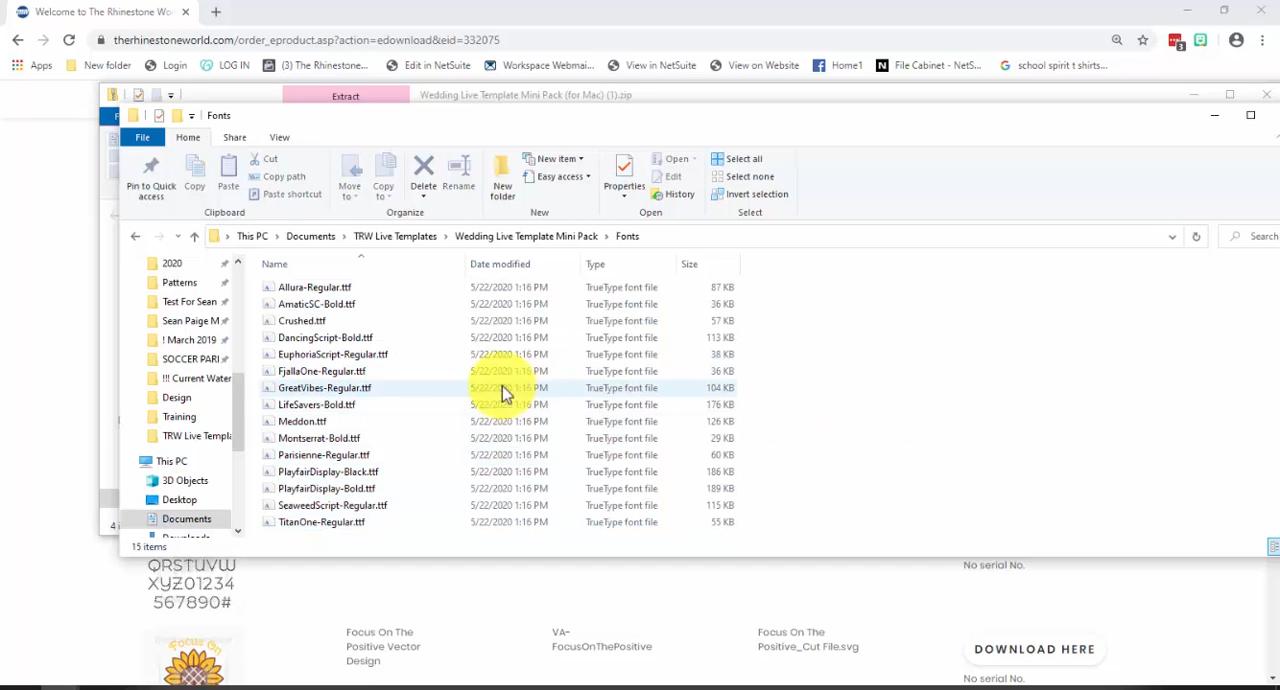 Welcome to The Rhinestone Wo
therhinestoneworld.com/order_eproduct.asp?action=edownload&eid=332075
3
Apps New folder Login LOG IN (3) The Rhinestone... Edit in NetSuite Workspace Webmai... View in NetSuite View on Website Home1 File Cabinet - NetS... school spirit t shirts...
Extract Wedding Live Template Mini Pack (for Mac) (1).zip
Fonts
File Home Share View
Pin to Quick access
Copy
Paste
Cut
Copy path
Paste shortcut
Clipboard
Move to
Copy to
Delete
Rename
Organize
New folder
New item
Easy access
New
Properties
Open
Edit
History
Open
Select all
Select none
Invert selection
Select
This PC > Documents > TRW Live Templates > Wedding Live Template Mini Pack > Fonts
Search
2020
Patterns
Test For Sean
Sean Paige M
! March 2019
SOCCER PARI
!!! Current Water
Design
Training
TRW Live Templa
This PC
3D Objects
Desktop
Documents
Name Date modified Type Size
Allura-Regular.ttf 5/22/2020 1:16 PM TrueType font file 87 KB
AmaticSC-Bold.ttf 5/22/2020 1:16 PM TrueType font file 36 KB
Crushed.ttf 5/22/2020 1:16 PM TrueType font file 57 KB
DancingScript-Bold.ttf 5/22/2020 1:16 PM TrueType font file 113 KB
EuphoriaScript-Regular.ttf 5/22/2020 1:16 PM TrueType font file 38 KB
FjallaOne-Regular.ttf 5/22/2020 1:16 PM TrueType font file 36 KB
GreatVibes-Regular.ttf 5/22/2020 1:16 PM TrueType font file 104 KB
LifeSavers-Bold.ttf 5/22/2020 1:16 PM TrueType font file 176 KB
Meddon.ttf 5/22/2020 1:16 PM TrueType font file 126 KB
Montserrat-Bold.ttf 5/22/2020 1:16 PM TrueType font file 29 KB
Parisienne-Regular.ttf 5/22/2020 1:16 PM TrueType font file 60 KB
PlayfairDisplay-Black.ttf 5/22/2020 1:16 PM TrueType font file 186 KB
PlayfairDisplay-Bold.ttf 5/22/2020 1:16 PM TrueType font file 189 KB
SeaweedScript-Regular.ttf 5/22/2020 1:16 PM TrueType font file 115 KB
TitanOne-Regular.ttf 5/22/2020 1:16 PM TrueType font file 55 KB
15 items
QRSTUVW
XYZ01234
567890#
No serial No.
Focus On
Focus On The
Positive Vector
Design
VA-
FocusOnThePositive
Focus On The
Positive_Cut File.svg
DOWNLOAD HERE
No serial No.